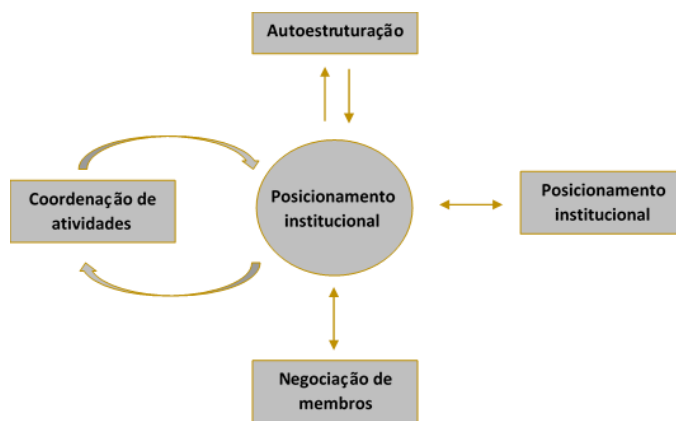 Autoestruturação
Coordenação de
atividades
Posicionamento
institucional
Posicionamento
institucional
Negociação de
membros